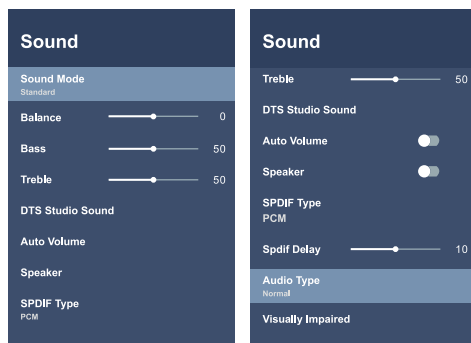 Sound
Sound Mode
Standard
Balance 0
Bass 50
Treble 50
DTS Studio Sound
Auto Volume
Speaker
SPDIF Type
PCM
Sound
Treble 50
DTS Studio Sound
Auto Volume
Speaker
SPDIF Type
PCM
Spdif Delay 10
Audio Type
Normal
Visually Impaired